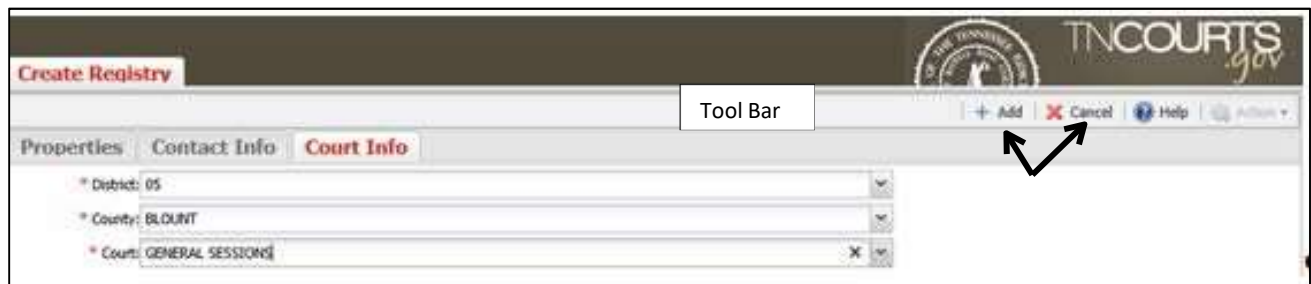 TNCOURTS
.gov
Create Registry
Tool Bar
Add Cancel Help Action
Properties Contact Info Court Info
* District: 05
* County: BLOUNT
* Court: GENERAL SESSIONS